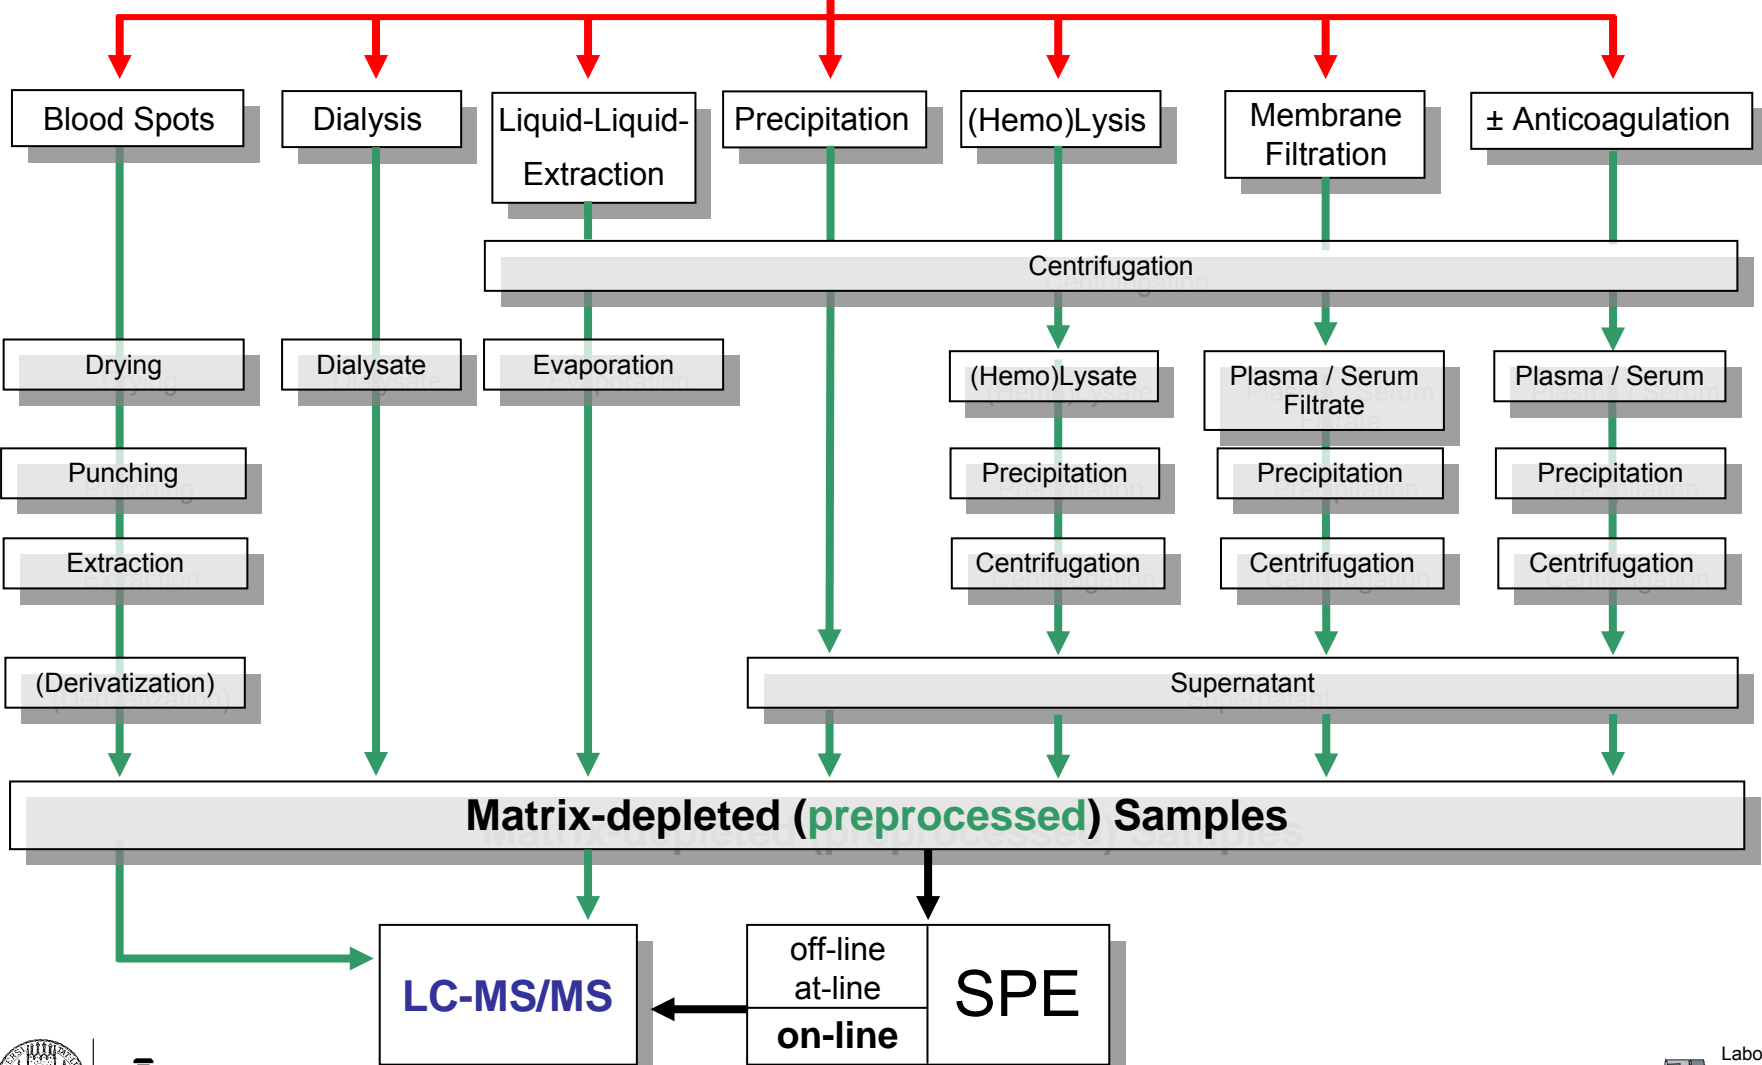 Blood Spots
Dialysis
Liquid-Liquid-
Extraction
Precipitation
(Hemo)Lysis
Membrane
Filtration
± Anticoagulation
Centrifugation
Drying
Dialysate
Evaporation
(Hemo)Lysate
Plasma / Serum
Filtrate
Plasma / Serum
Punching
Precipitation
Precipitation
Precipitation
Extraction
Centrifugation
Centrifugation
Centrifugation
(Derivatization)
Supernatant
Matrix-depleted (preprocessed) Samples
LC-MS/MS
off-line
at-line
on-line
SPE
Labo